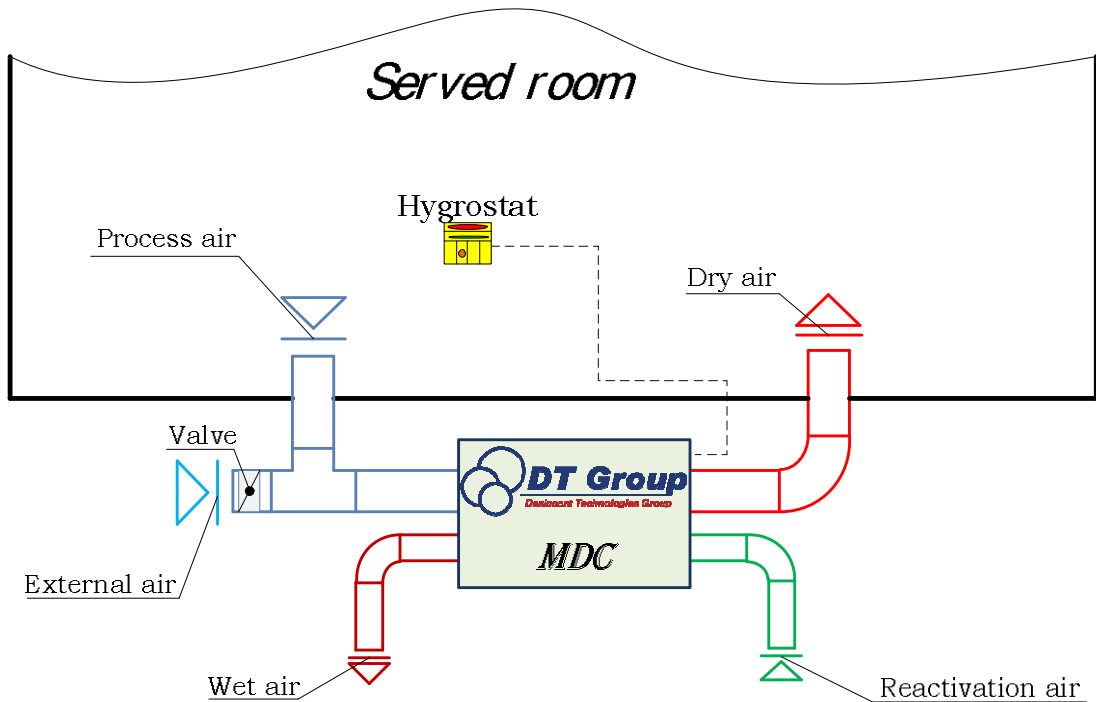 Served room
Hygrostat
Process air
Dry air
Valve
DT Group
Desiccant Technologies Group
MDC
External air
Wet air
Reactivation air